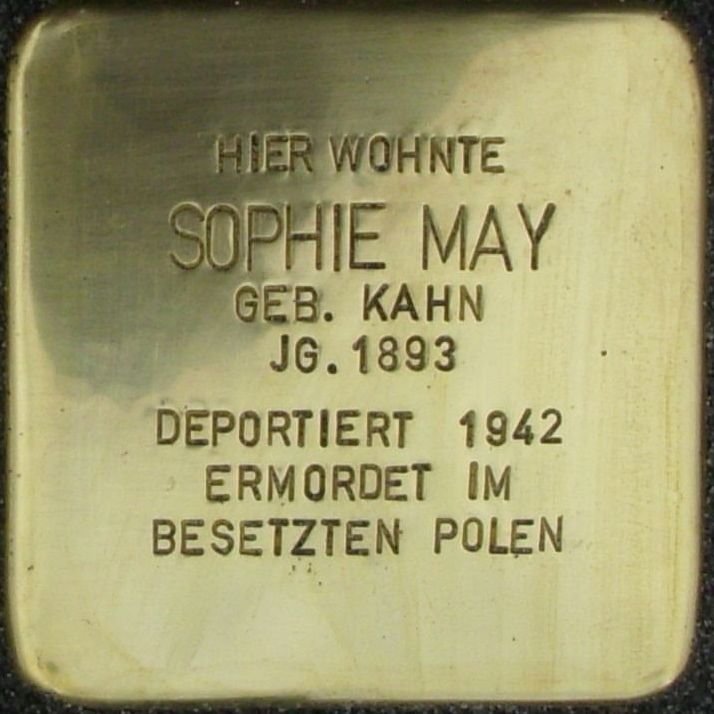 HIER WOHNTE
SOPHIE MAY
GEB. KAHN
JG. 1893
DEPORTIERT 1942
ERMORDET IM
BESETZTEN POLEN